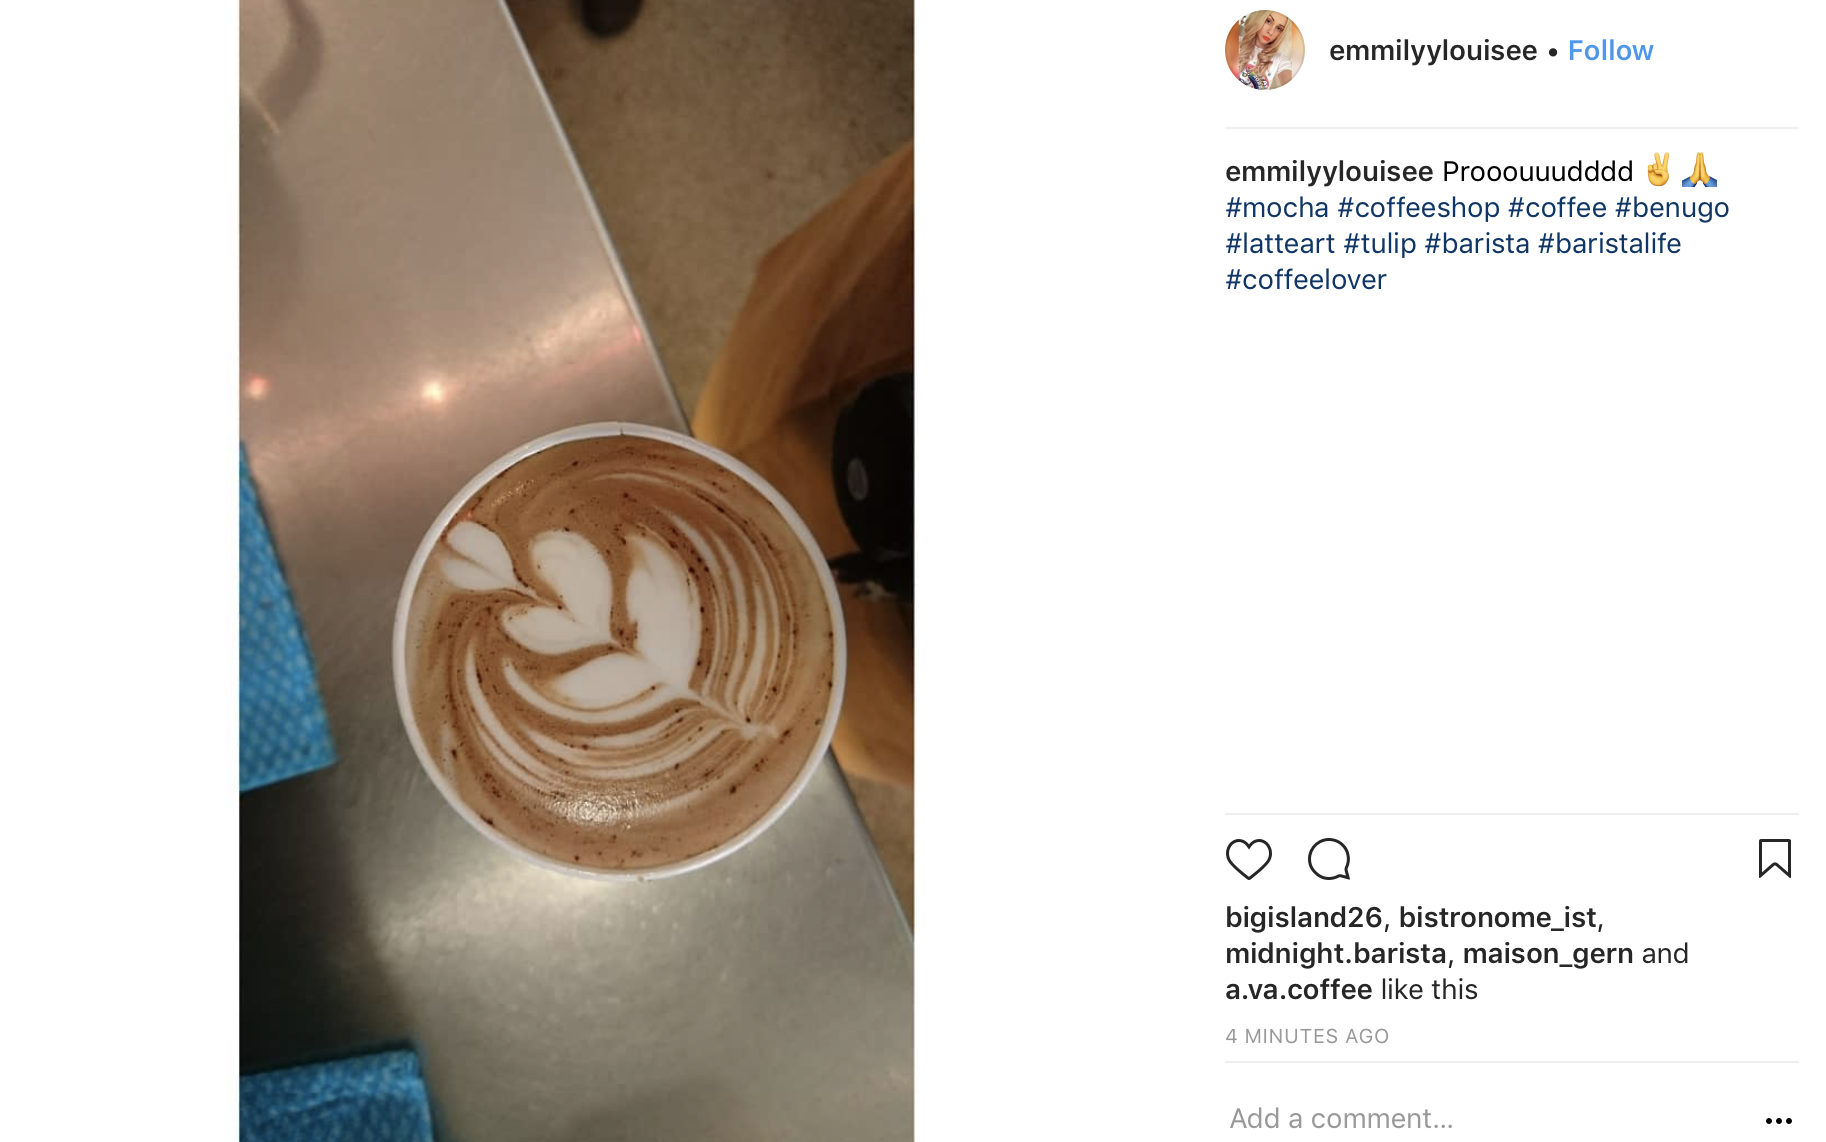 emmilyylouisee • Follow
emmilyylouisee Prooouuudddd ✌️🙏
#mocha #coffeeshop #coffee #benugo
#latteart #tulip #barista #baristalife
#coffeelover
bigisland26, bistronome_ist,
midnight.barista, maison_gern and
a.va.coffee like this
4 MINUTES AGO
Add a comment...